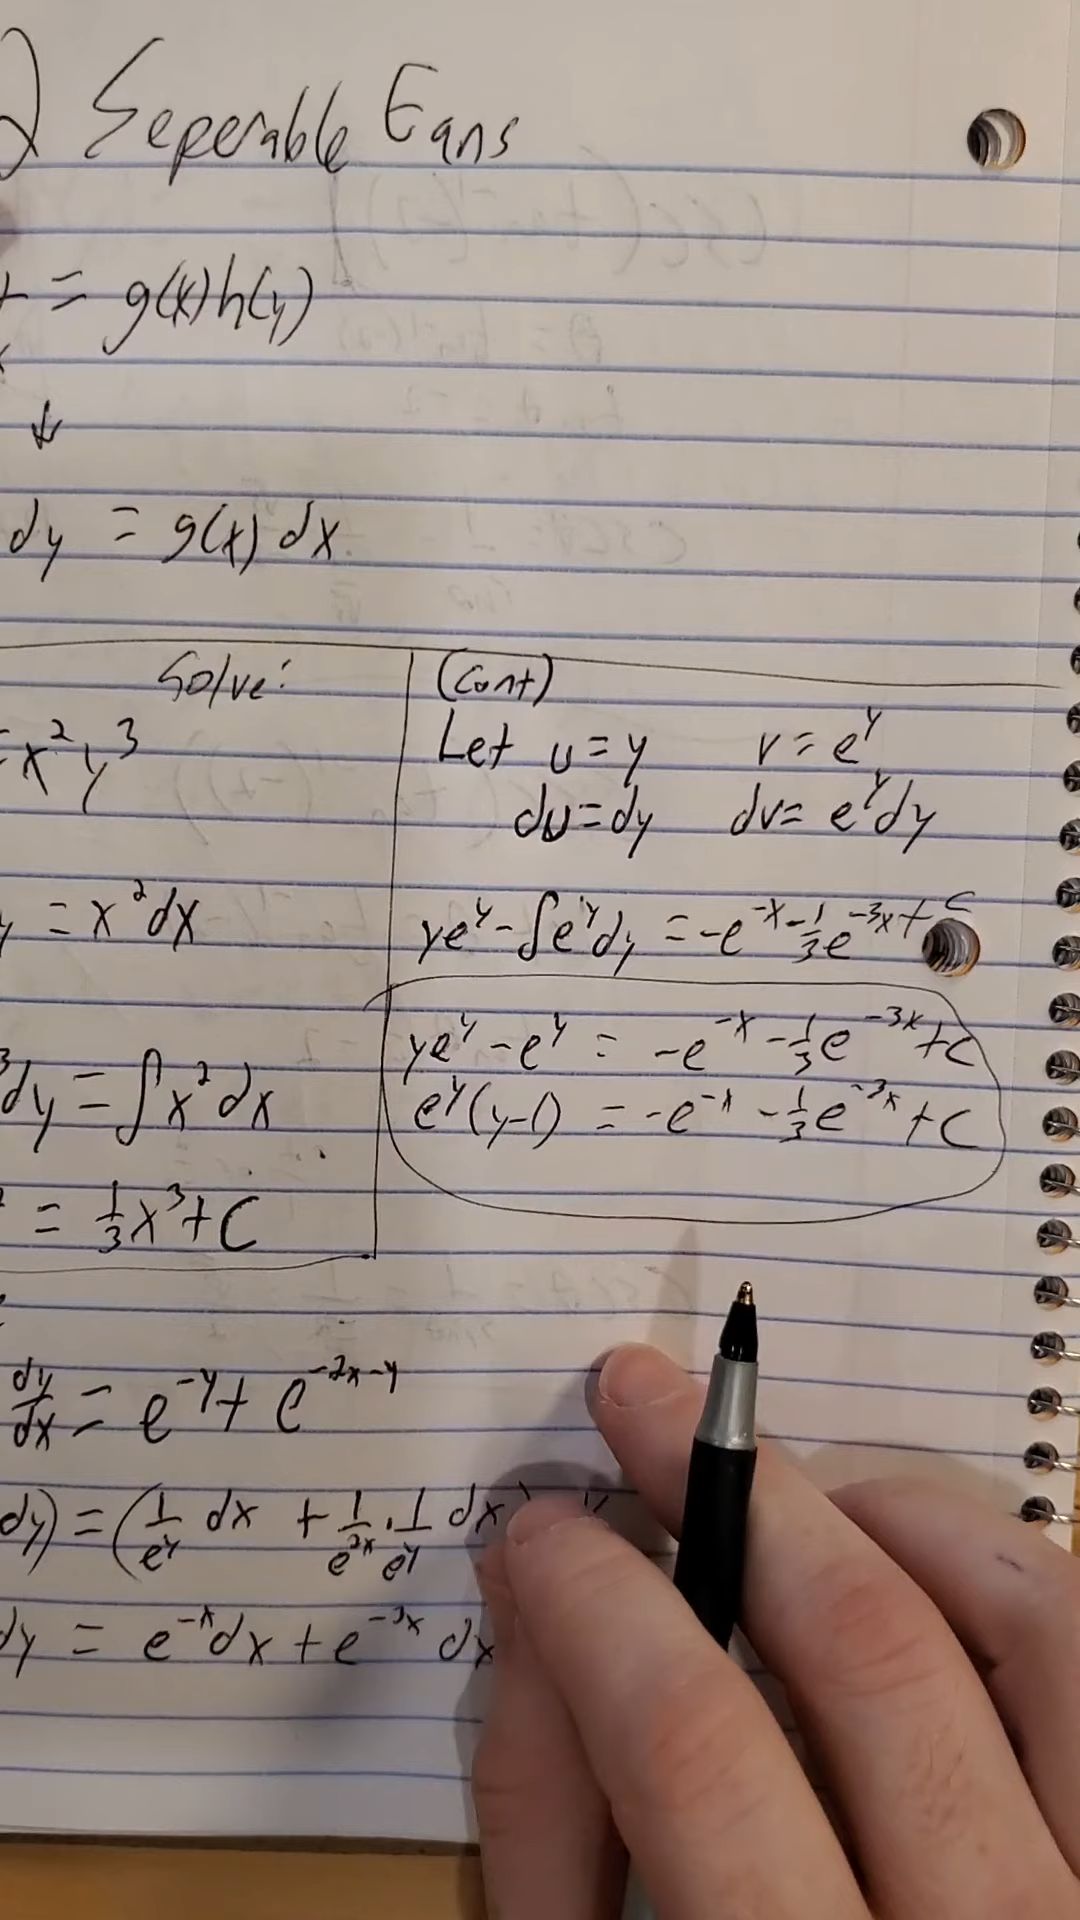 2 Seperable Eqns
= g(x)h(y)
↓
dy = g(x) dx
Solve:
= x²y³
= x² dx
dy = ∫x² dx
= 1/3 x³ + C
(Cont)
Let u = y v = e^y
du = dy dv = e^y dy
ye^y - ∫e^y dy = -e^-x - 1/3 e^-3x + C
ye^y - e^y = -e^-x - 1/3 e^-3x + C
e^y(y-1) = -e^-x - 1/3 e^-3x + C
dy/dx = e^-y + e^-2x-y
dy) = (1/e^y dx + 1/e^2x · 1/e^y dx)
dy = e^-x dx + e^-3x dx